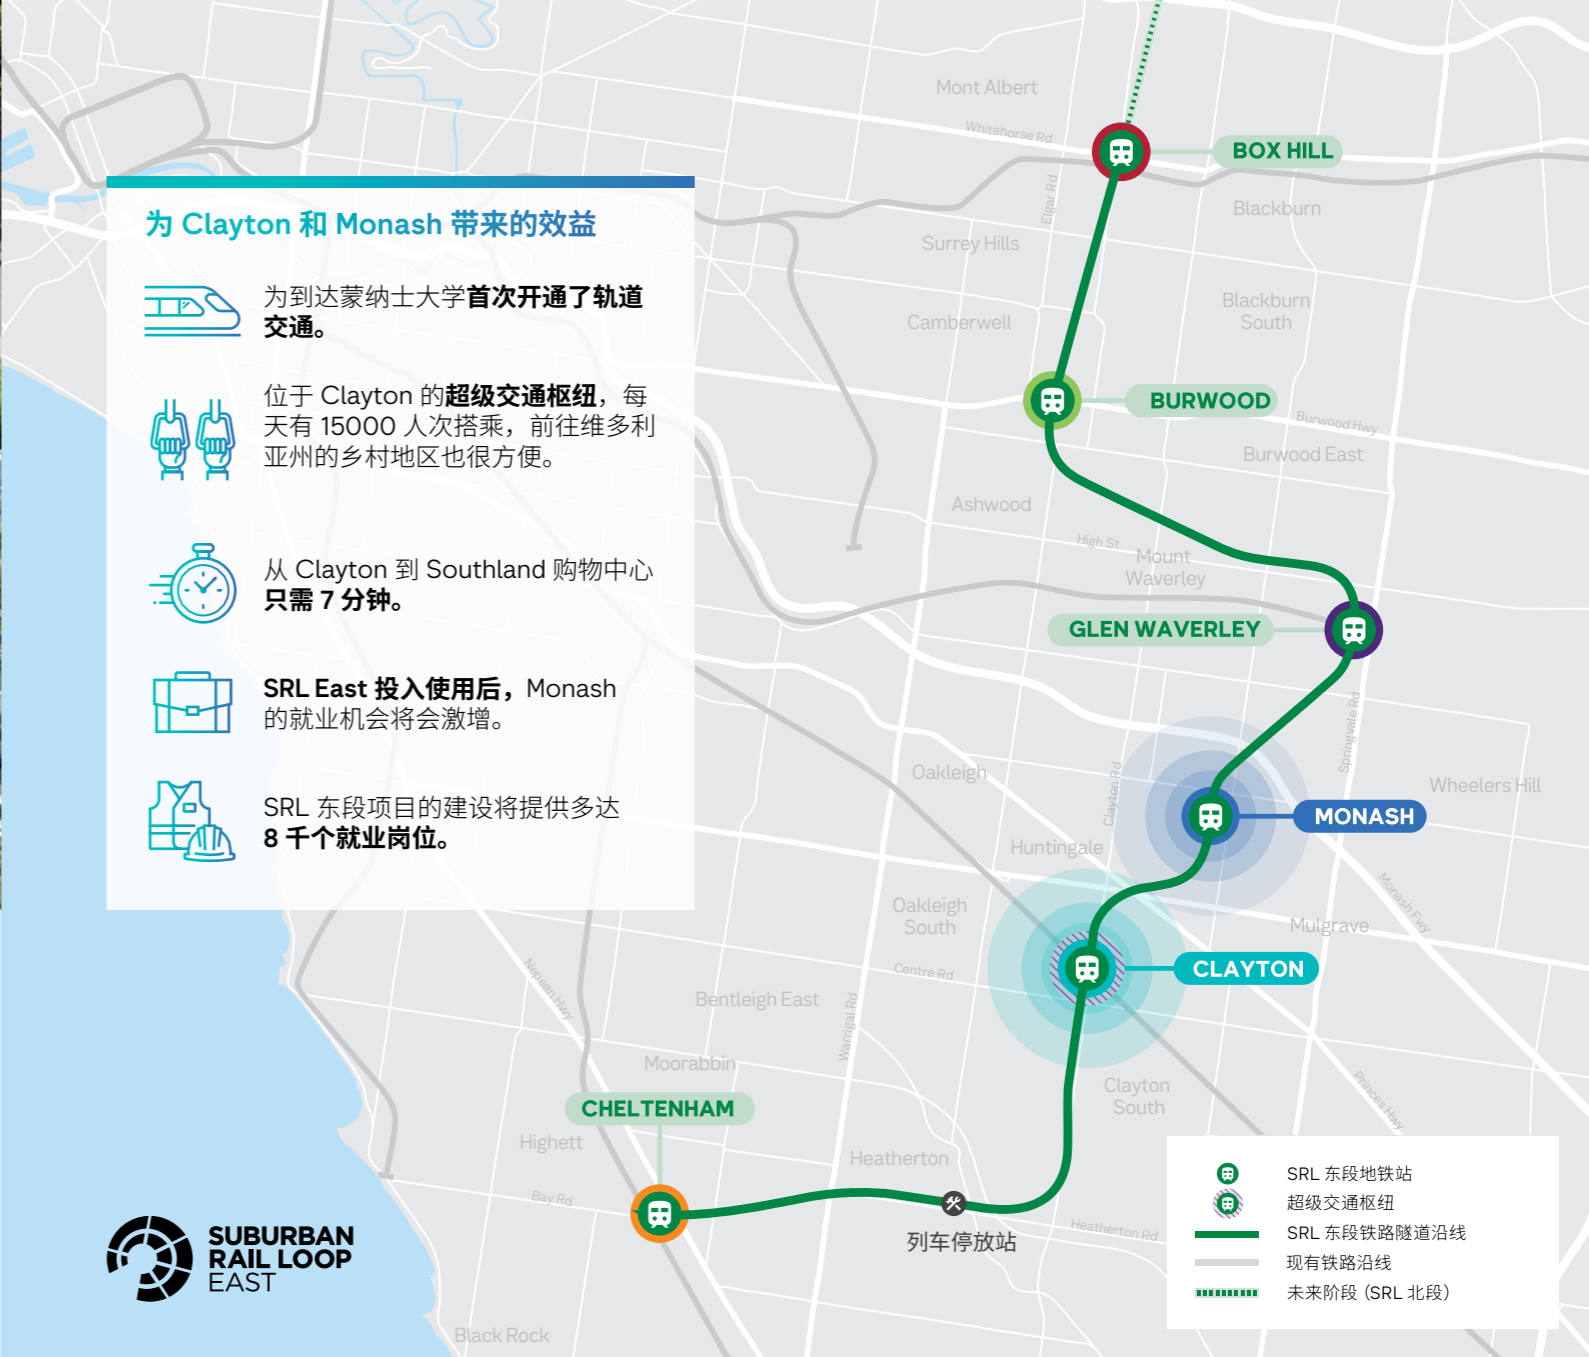 Mont Albert
Whitehorse Rd
BOX HILL
Elgar Rd
Blackburn
Surrey Hills
Blackburn
South
Camberwell
BURWOOD
Burwood Hwy
Burwood East
Ashwood
High St
Mount
Waverley
GLEN WAVERLEY
Springvale Rd
Oakleigh
Clayton Rd
Wheelers Hill
MONASH
Huntingale
Monash Fwy
Oakleigh
South
Mulgrave
Centre Rd
CLAYTON
Nepean Hwy
Bentleigh East
Warrigal Rd
Moorabbin
Clayton
South
Princes Hwy
CHELTENHAM
Highett
Heatherton
Bay Rd
列车停放站
Heatherton Rd
Black Rock
为 Clayton 和 Monash 带来的效益
为到达蒙纳士大学首次开通了轨道
交通。
位于 Clayton 的超级交通枢纽，每
天有 15000 人次搭乘，前往维多利
亚州的乡村地区也很方便。
从 Clayton 到 Southland 购物中心
只需 7 分钟。
SRL East 投入使用后，Monash
的就业机会将会激增。
SRL 东段项目的建设将提供多达
8 千个就业岗位。
SUBURBAN
RAIL LOOP
EAST
SRL 东段地铁站
超级交通枢纽
SRL 东段铁路隧道沿线
现有铁路沿线
未来阶段（SRL 北段）